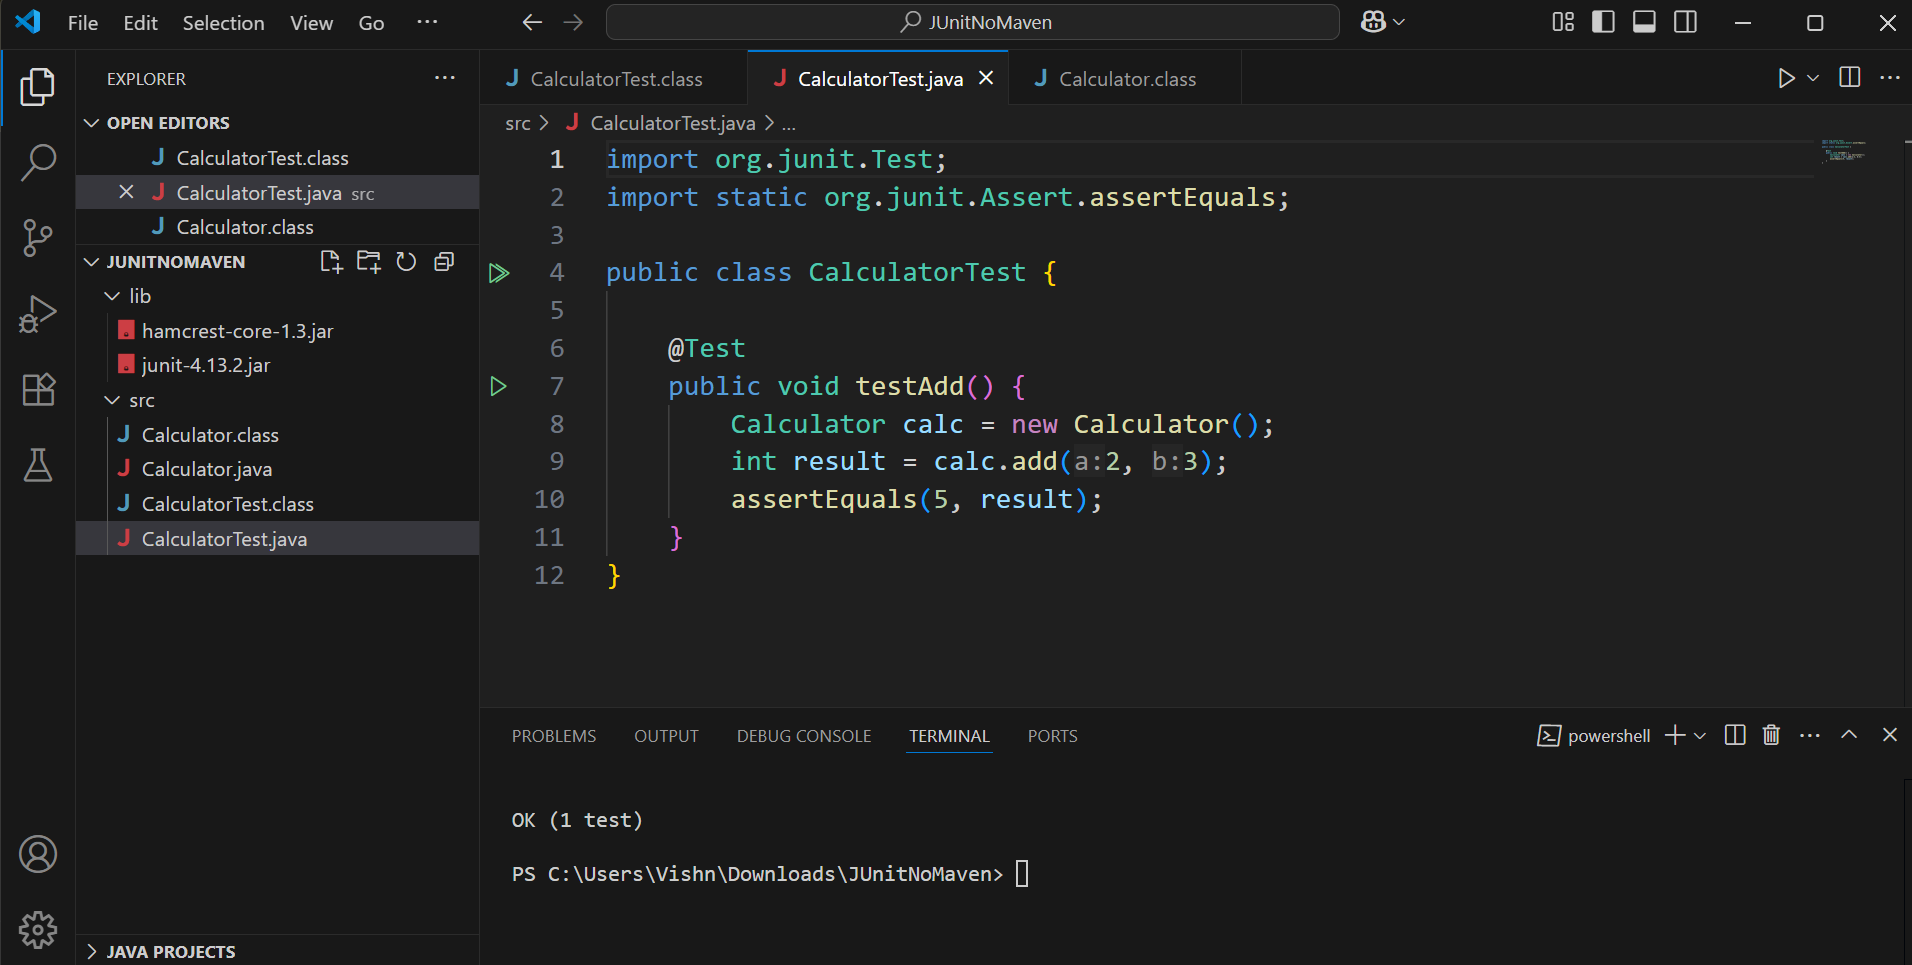 File Edit Selection View Go ···
JUnitNoMaven
EXPLORER ···
OPEN EDITORS
CalculatorTest.class
CalculatorTest.java src
Calculator.class
JUNITNOMAVEN
lib
hamcrest-core-1.3.jar
junit-4.13.2.jar
src
Calculator.class
Calculator.java
CalculatorTest.class
CalculatorTest.java
JAVA PROJECTS
CalculatorTest.class CalculatorTest.java Calculator.class
src > CalculatorTest.java > ...
1 import org.junit.Test;
2 import static org.junit.Assert.assertEquals;
3
4 public class CalculatorTest {
5
6 @Test
7 public void testAdd() {
8 Calculator calc = new Calculator();
9 int result = calc.add(a:2, b:3);
10 assertEquals(5, result);
11 }
12 }
PROBLEMS OUTPUT DEBUG CONSOLE TERMINAL PORTS
powershell
OK (1 test)
PS C:\Users\Vishn\Downloads\JUnitNoMaven>